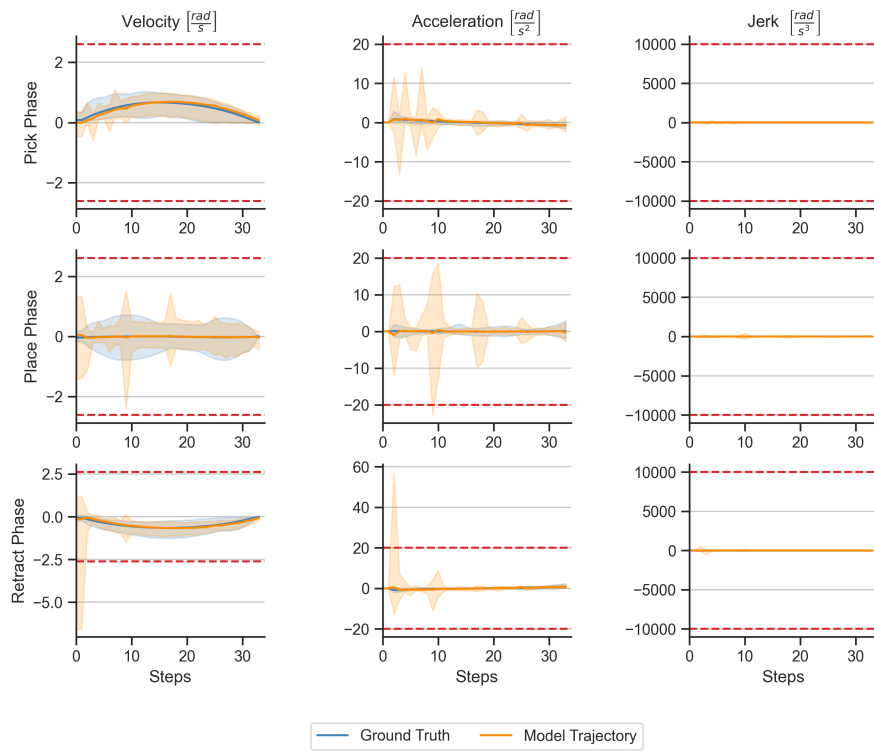 Velocity [rad/s]
Acceleration [rad/s²]
Jerk [rad/s³]
Pick Phase
2
0
−2
0 10 20 30
20
10
0
−10
−20
0 10 20 30
10000
5000
0
−5000
−10000
0 10 20 30
Place Phase
2
0
−2
0 10 20 30
20
10
0
−10
−20
0 10 20 30
10000
5000
0
−5000
−10000
0 10 20 30
Retract Phase
2.5
0.0
−2.5
−5.0
0 10 20 30
Steps
60
40
20
0
−20
0 10 20 30
Steps
10000
5000
0
−5000
−10000
0 10 20 30
Steps
Ground Truth
Model Trajectory